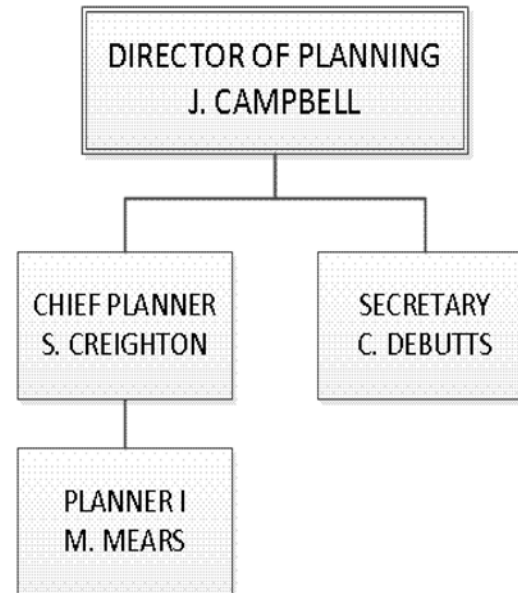 DIRECTOR OF PLANNING
J. CAMPBELL
CHIEF PLANNER
S. CREIGHTON
SECRETARY
C. DEBUTTS
PLANNER I
M. MEARS